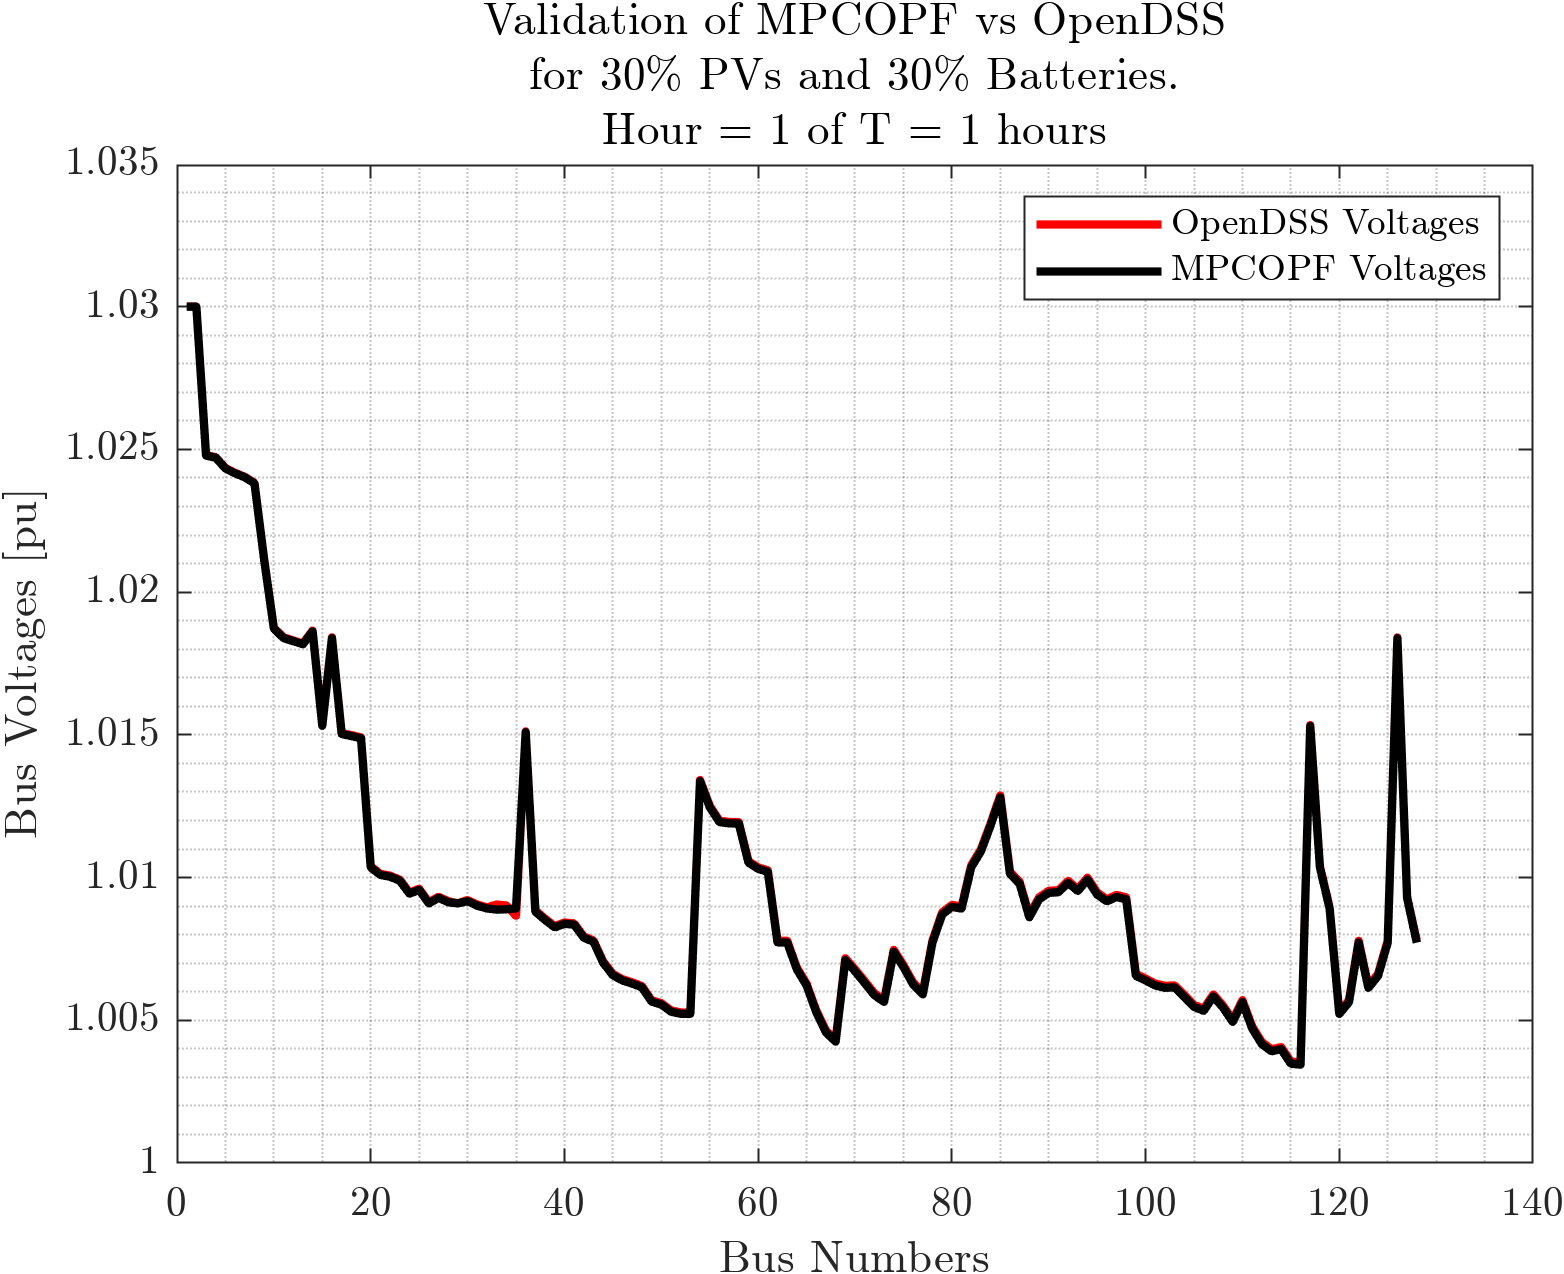 Validation of MPCOPF vs OpenDSS
for 30% PVs and 30% Batteries.
Hour = 1 of T = 1 hours
OpenDSS Voltages
MPCOPF Voltages
Bus Voltages [pu]
1.035
1.03
1.025
1.02
1.015
1.01
1.005
1
0 20 40 60 80 100 120 140
Bus Numbers